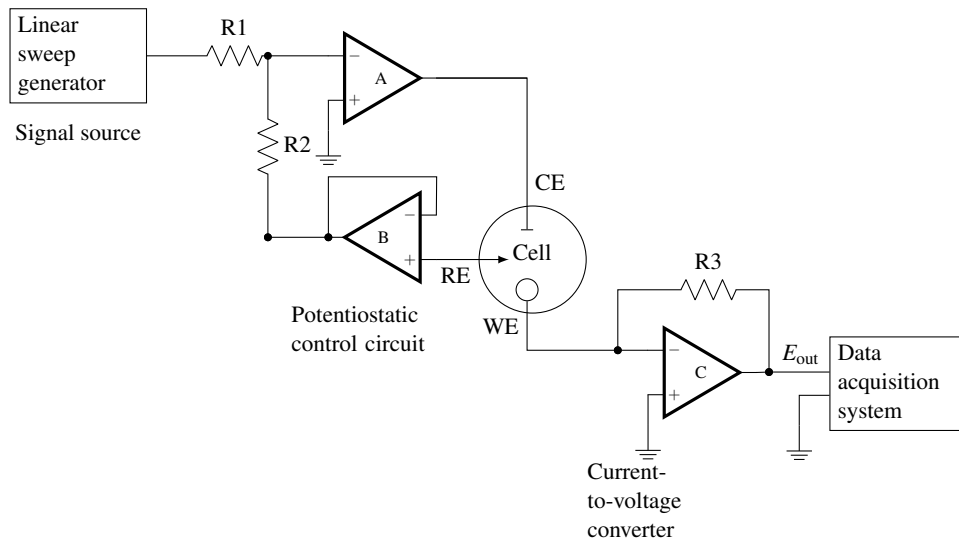 Linear
sweep
generator
Signal source
R1
R2
−
+
A
CE
−
+
B
RE
Cell
WE
Potentiostatic
control circuit
R3
−
+
C
Eout
Data
acquisition
system
Current-
to-voltage
converter